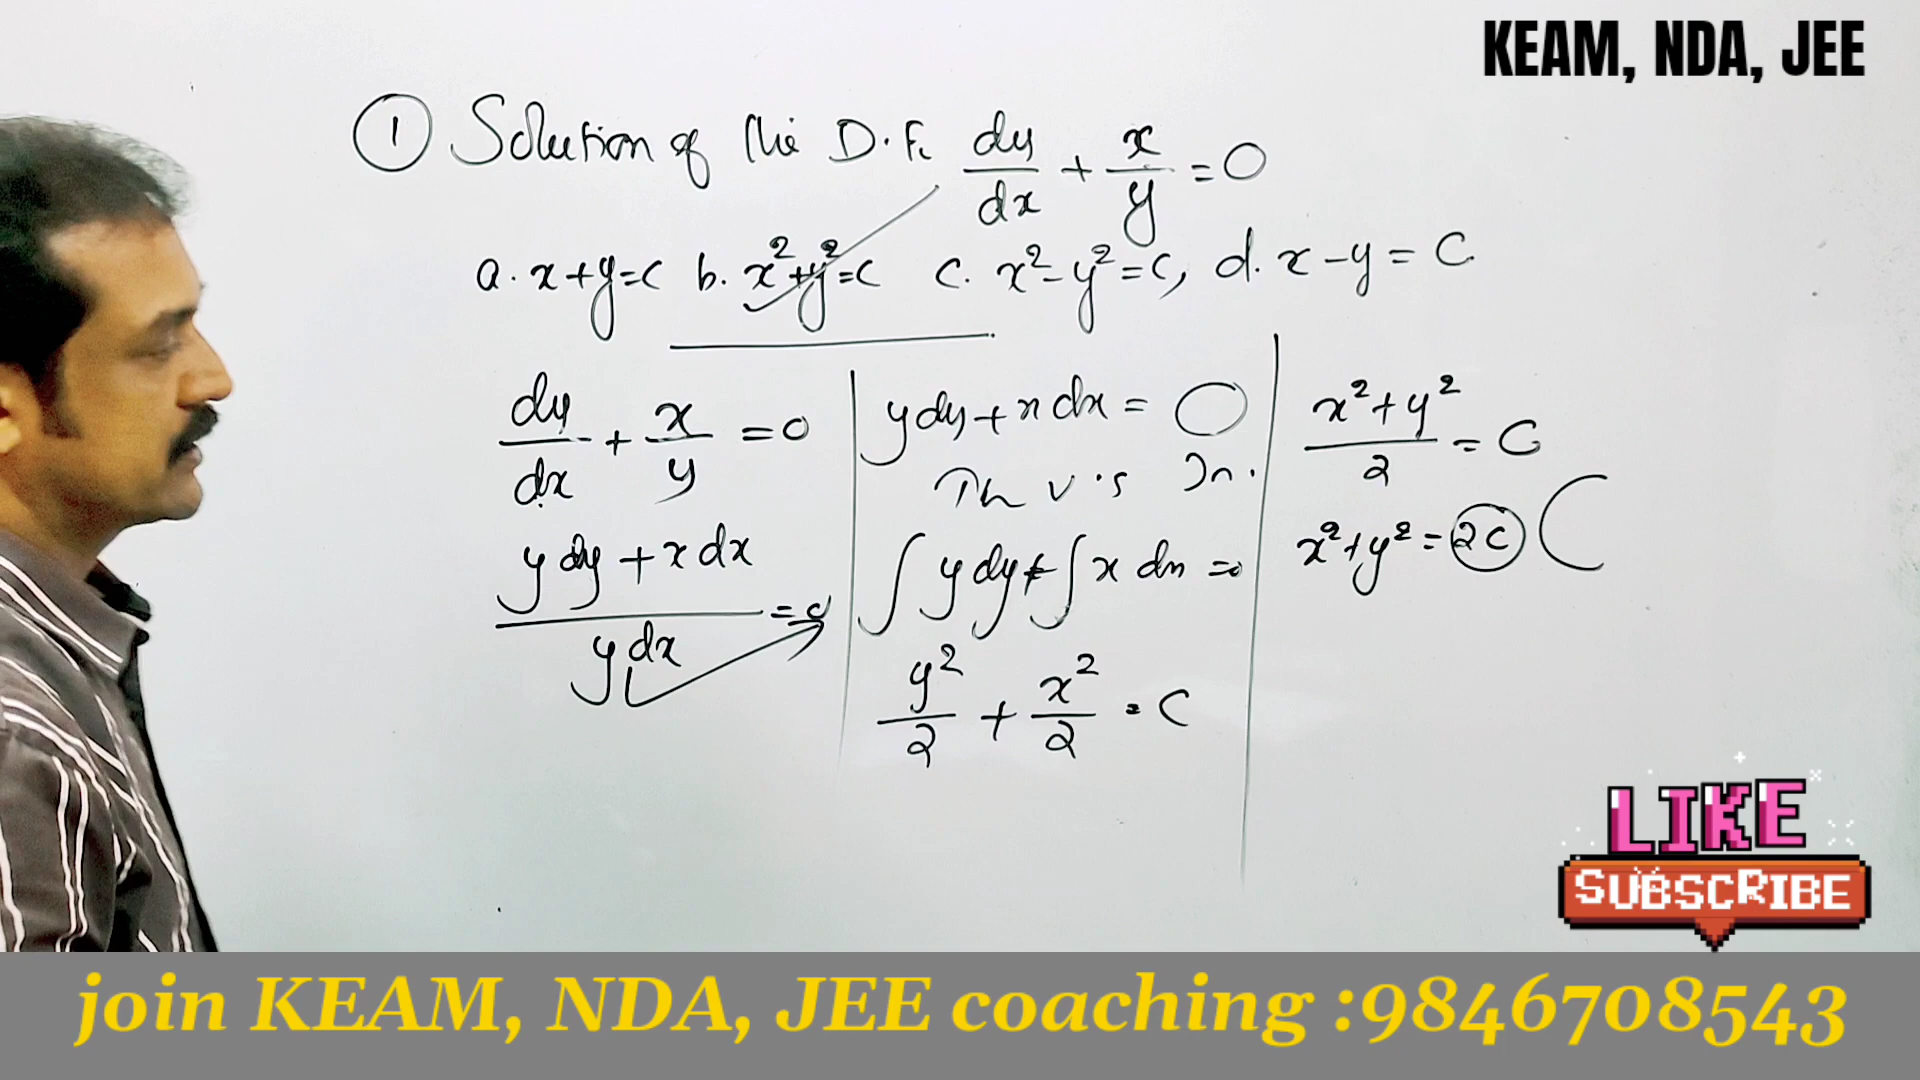 KEAM, NDA, JEE
① Solution of the D.E. dy/dx + x/y = 0
a. x+y=c b. x²+y²=c c. x²-y²=c, d. x-y=c
dy/dx + x/y = 0
(y dy + x dx)/(y dx) = 0
y dy + x dx = 0
∫ y dy + ∫ x dx = 0
y²/2 + x²/2 = c
(x²+y²)/2 = c
x²+y² = 2c C
LIKE
SUBSCRIBE
join KEAM, NDA, JEE coaching :9846708543